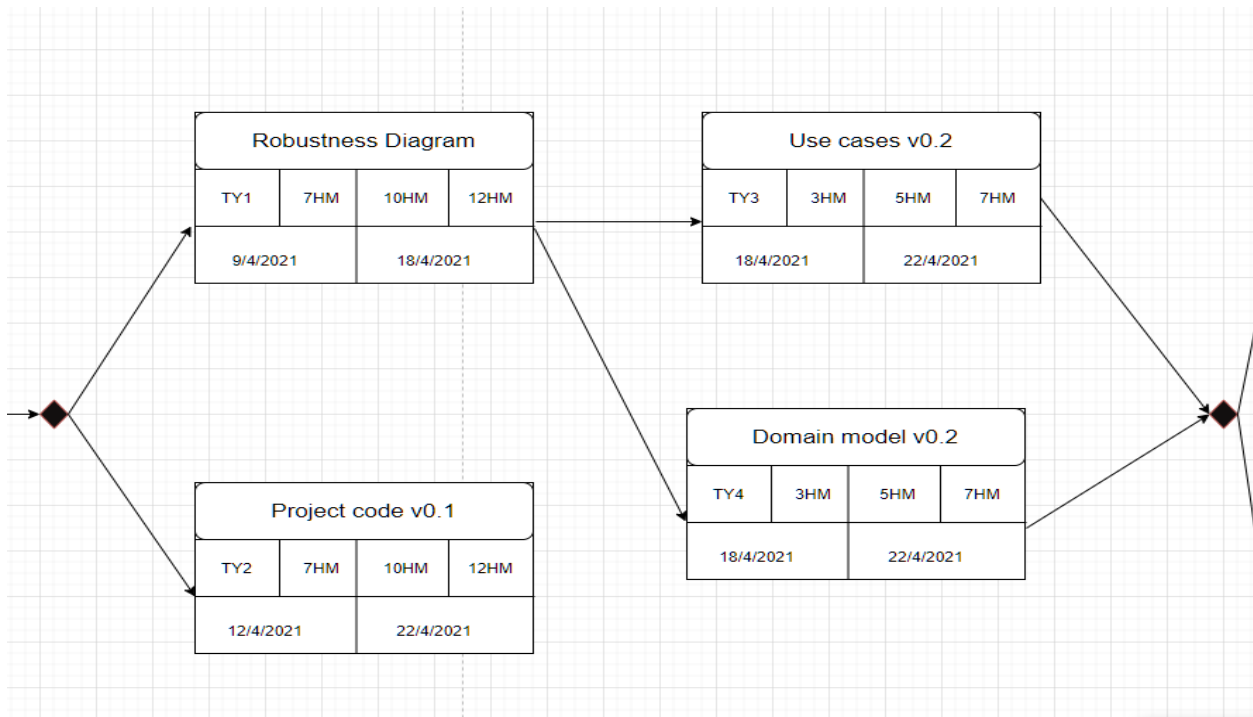 Robustness Diagram
TY1 7HM 10HM 12HM
9/4/2021 18/4/2021
Use cases v0.2
TY3 3HM 5HM 7HM
18/4/2021 22/4/2021
Project code v0.1
TY2 7HM 10HM 12HM
12/4/2021 22/4/2021
Domain model v0.2
TY4 3HM 5HM 7HM
18/4/2021 22/4/2021